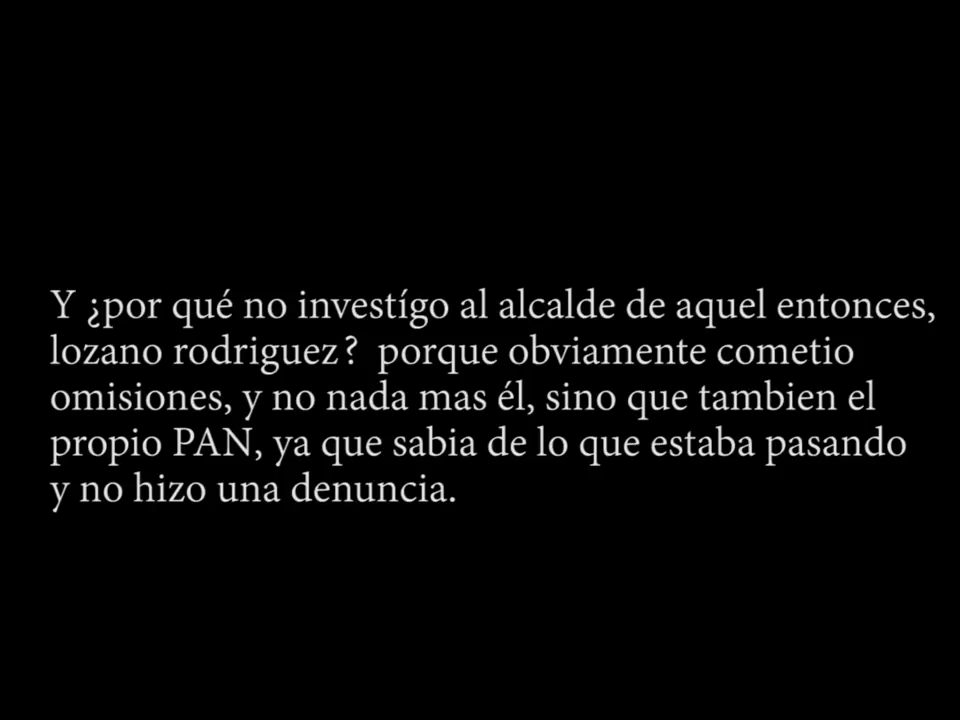 Y ¿por qué no investígo al alcalde de aquel entonces,
lozano rodriguez?  porque obviamente cometio
omisiones, y no nada mas él, sino que tambien el
propio PAN, ya que sabia de lo que estaba pasando
y no hizo una denuncia.